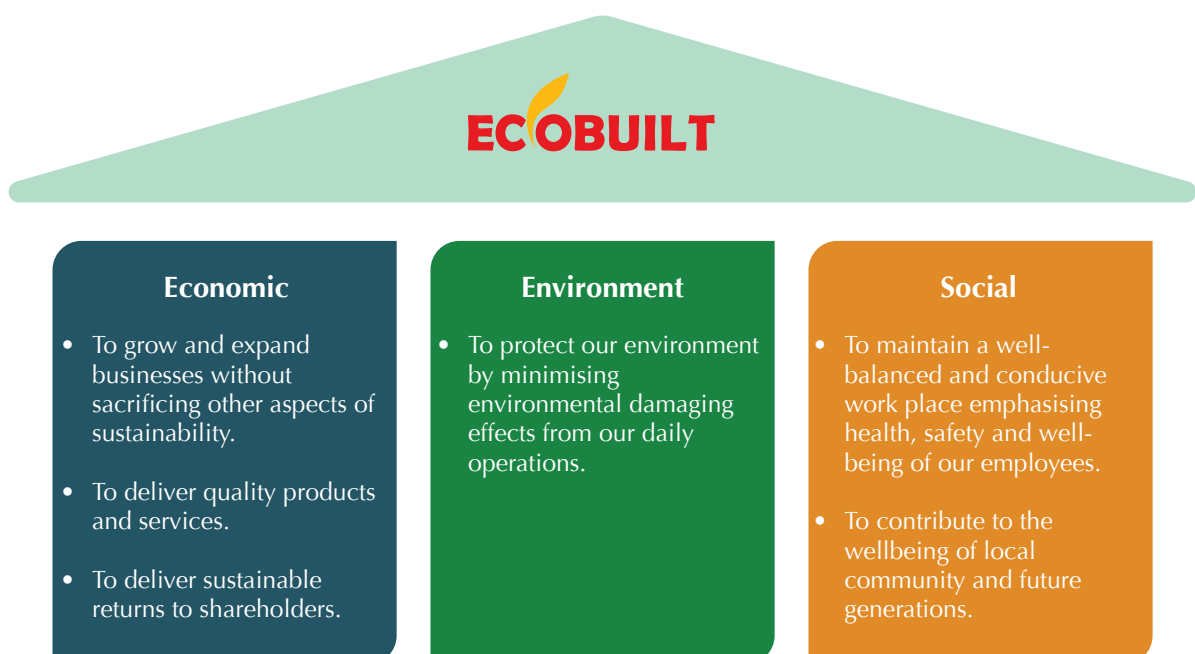 ECOBUILT
Economic
• To grow and expand
businesses without
sacrificing other aspects of
sustainability.
• To deliver quality products
and services.
• To deliver sustainable
returns to shareholders.
Environment
• To protect our environment
by minimising
environmental damaging
effects from our daily
operations.
Social
• To maintain a well-
balanced and conducive
work place emphasising
health, safety and well-
being of our employees.
• To contribute to the
wellbeing of local
community and future
generations.